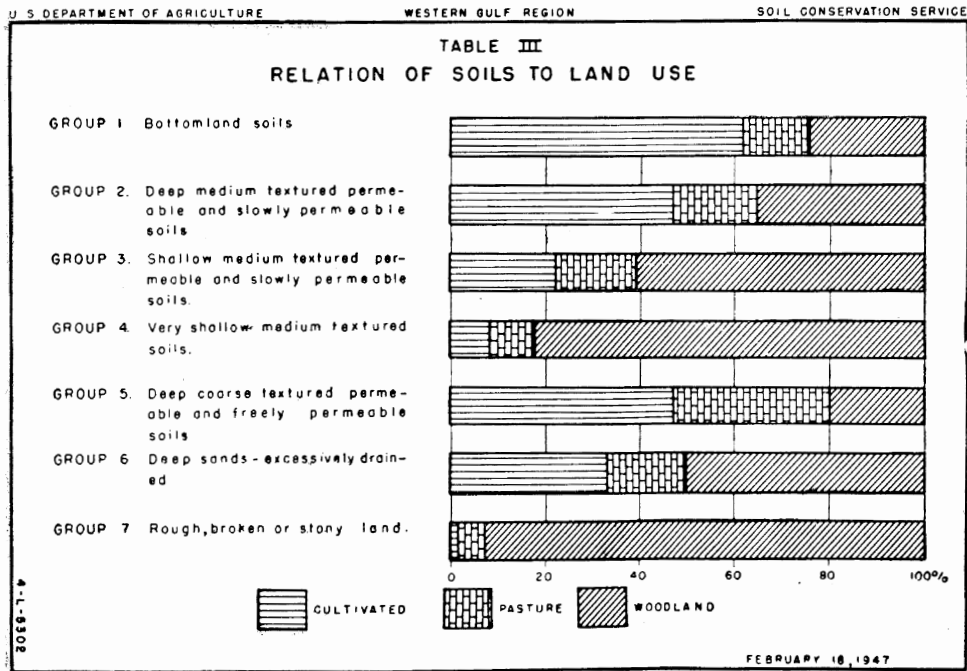 U S DEPARTMENT OF AGRICULTURE WESTERN GULF REGION SOIL CONSERVATION SERVICE
TABLE III
RELATION OF SOILS TO LAND USE
GROUP 1 Bottomland soils
GROUP 2. Deep medium textured perme-
able and slowly permeable
soils
GROUP 3. Shallow medium textured per-
meable and slowly permeable
soils.
GROUP 4. Very shallow medium textured
soils.
GROUP 5. Deep coarse textured perme-
able and freely permeable
soils
GROUP 6 Deep sands - excessively drain-
ed
GROUP 7 Rough, broken or stony land.
0 20 40 60 80 100%
CULTIVATED PASTURE WOODLAND
4-L-5302
FEBRUARY 18, 1947